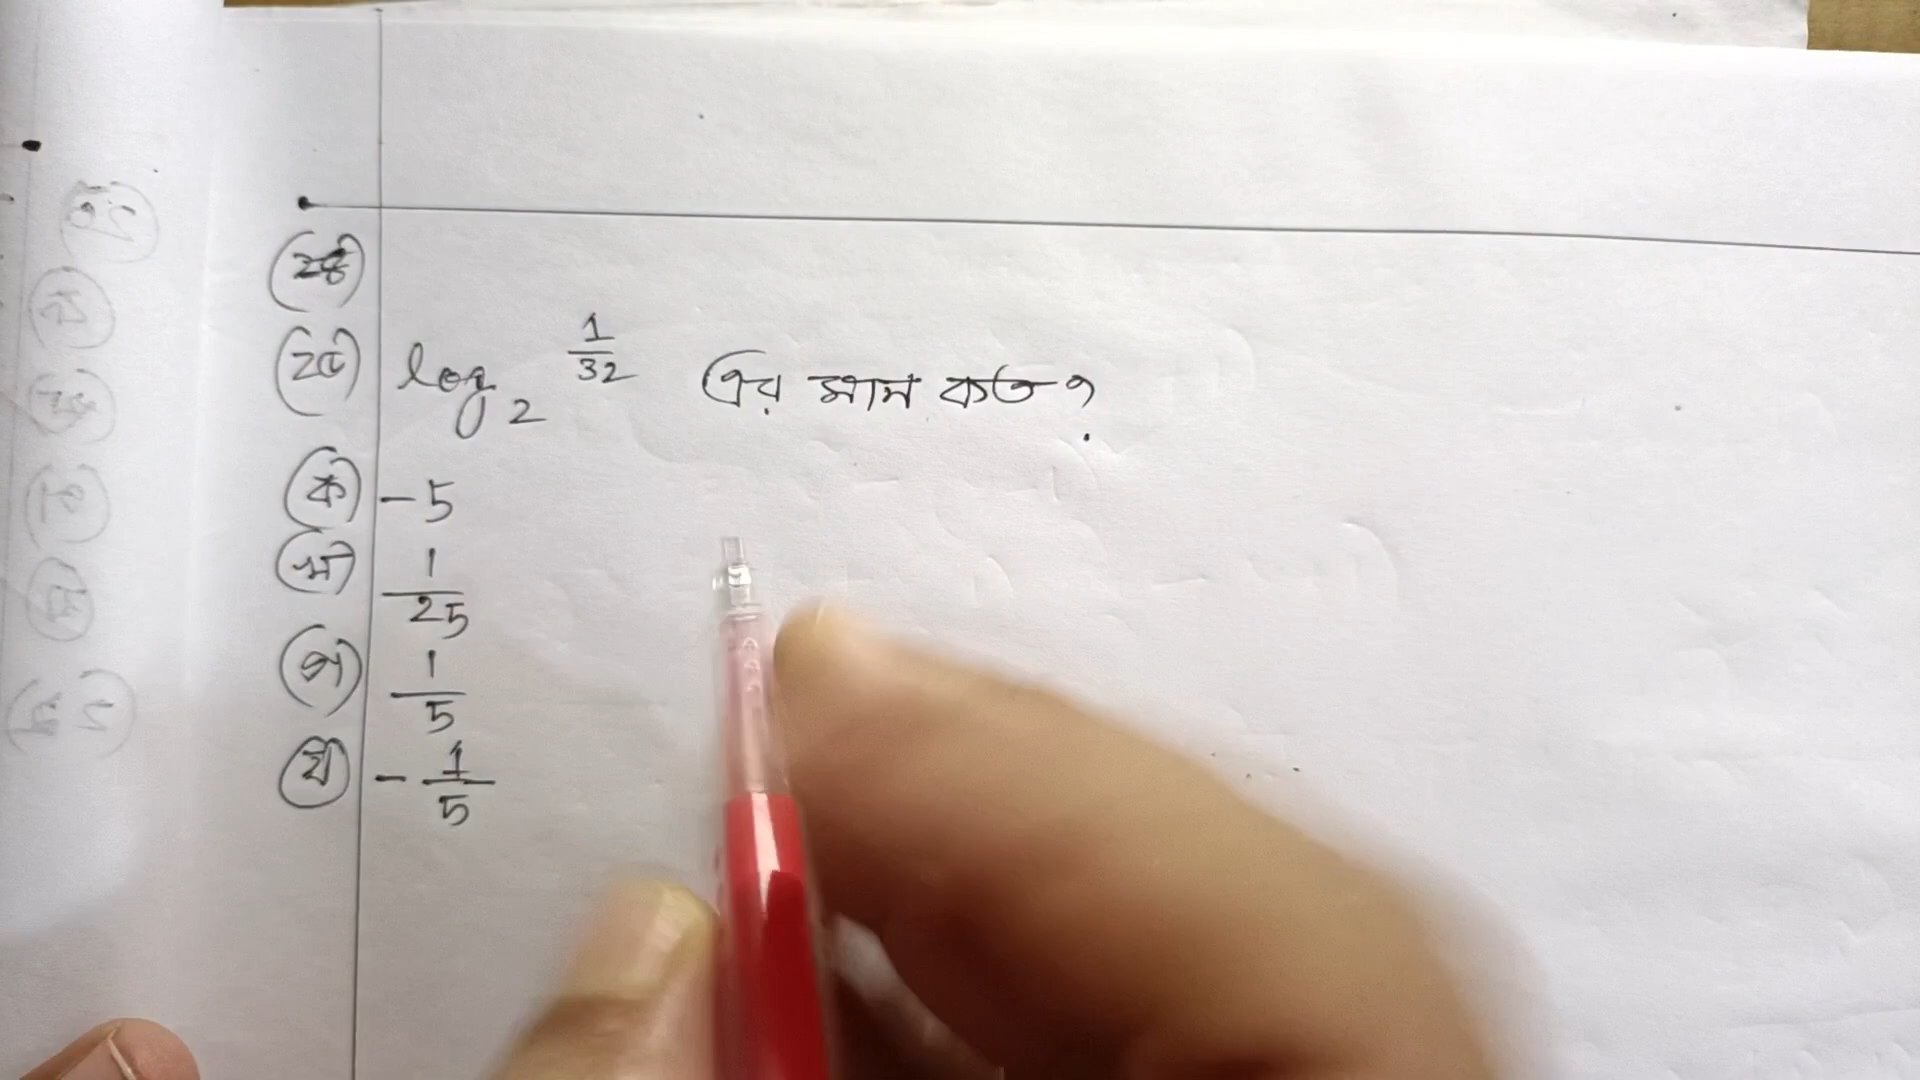 (২৫) log₂ 1/32 এর মান কত?
(ক) -5
(খ) 1/25
(গ) 1/5
(ঘ) - 1/5